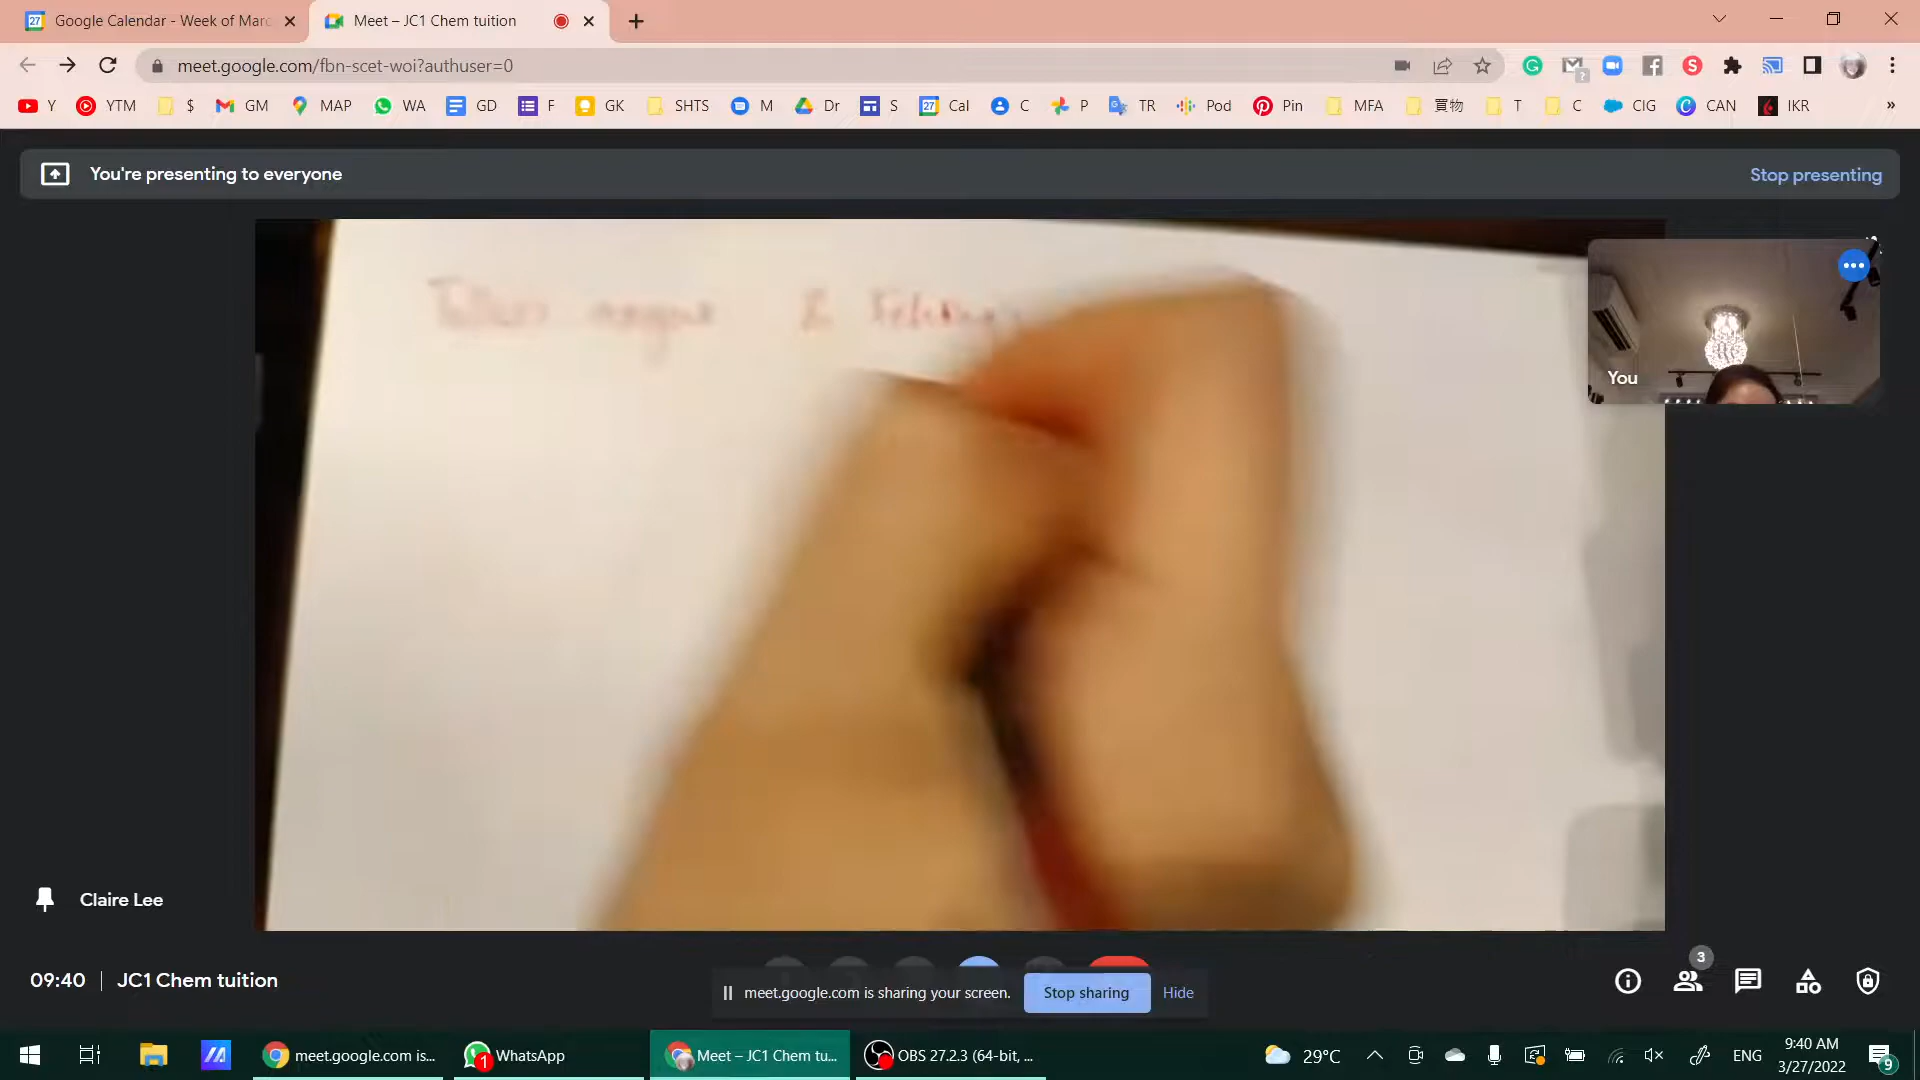 Google Calendar - Week of Marc
Meet – JC1 Chem tuition
meet.google.com/fbn-scet-woi?authuser=0
Y YTM $ GM MAP WA GD F GK SHTS M Dr S Cal C P TR Pod Pin MFA 買物 T C CIG CAN IKR »
You're presenting to everyone
Stop presenting
You
Claire Lee
09:40 | JC1 Chem tuition
3
meet.google.com is sharing your screen.
Stop sharing
Hide
meet.google.com is...
1
WhatsApp
Meet – JC1 Chem tu...
OBS 27.2.3 (64-bit, ...
29°C
ENG
9:40 AM
3/27/2022
9